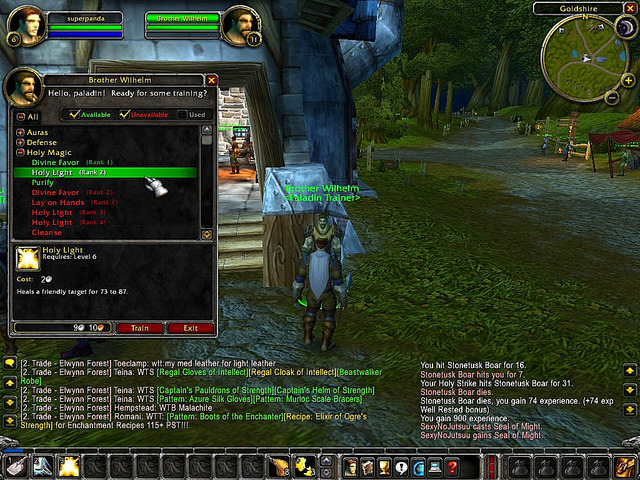 superpanda
6
Brother Wilhelm
11
Goldshire
N
Brother Wilhelm
Hello, paladin! Ready for some training?
All
Available
Unavailable
Used
Auras
Defense
Holy Magic
Divine Favor (Rank 1)
Holy Light (Rank 2)
Purify
Divine Favor (Rank 2)
Lay on Hands (Rank 1)
Holy Light (Rank 3)
Holy Light (Rank 4)
Cleanse
Holy Light
Requires: Level 6
Cost: 2
Heals a friendly target for 73 to 87.
9 10
Train
Exit
Brother Wilhelm
<Paladin Trainer>
[2. Trade - Elwynn Forest] Toeclamp: wtt:my med leather for light leather
[2. Trade - Elwynn Forest] Teina: WTS [Regal Gloves of Intellect][Regal Cloak of Intellect][Beastwalker
Robe]
[2. Trade - Elwynn Forest] Teina: WTS [Captain's Pauldrons of Strength][Captain's Helm of Strength]
[2. Trade - Elwynn Forest] Teina: WTS [Pattern: Azure Silk Gloves][Pattern: Murloc Scale Bracers]
[2. Trade - Elwynn Forest] Hempstead: WTB Malachite
[2. Trade - Elwynn Forest] Romani: WTT: [Pattern: Boots of the Enchanter][Recipe: Elixir of Ogre's
Strength] for Enchantment Recipes 115+ PST!!!
You hit Stonetusk Boar for 16.
Stonetusk Boar hits you for 7.
Your Holy Strike hits Stonetusk Boar for 31.
Stonetusk Boar dies.
Stonetusk Boar dies, you gain 74 experience. (+74 exp
Well Rested bonus)
You gain 900 experience.
SexyNoJutsuu casts Seal of Might.
SexyNoJutsuu gains Seal of Might.